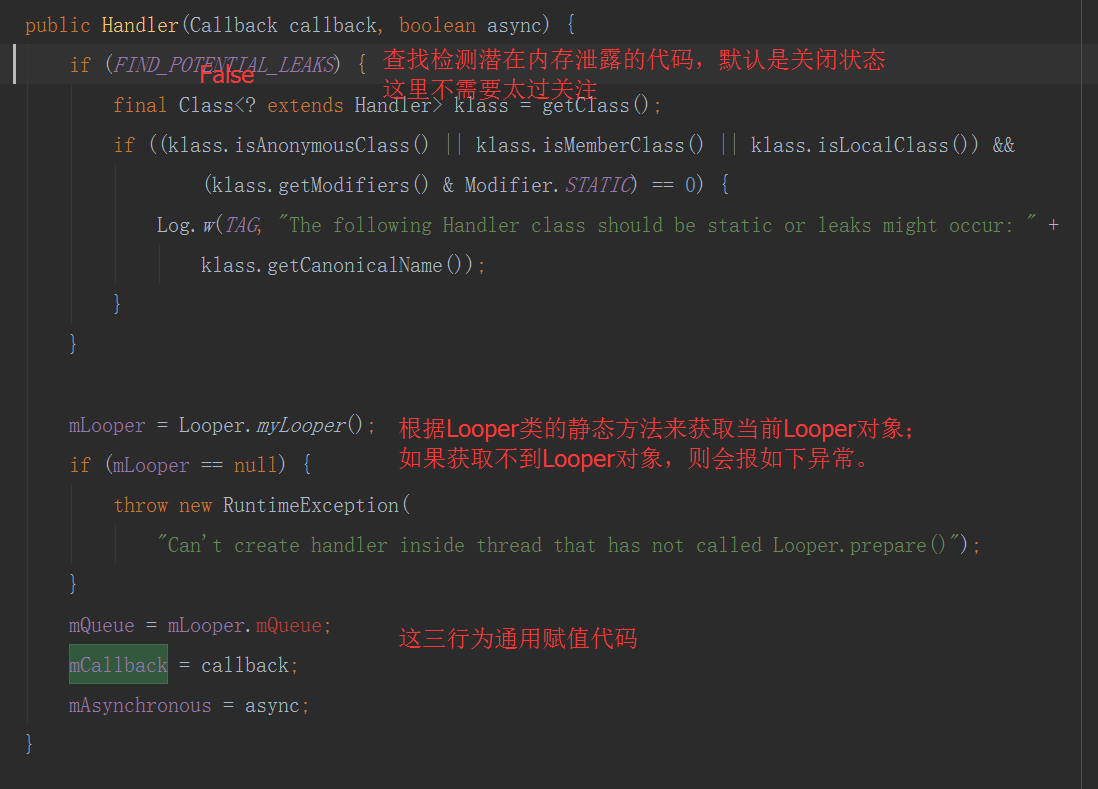 public Handler(Callback callback, boolean async) {
if (FIND_POTENTIAL_LEAKS) { 查找检测潜在内存泄露的代码，默认是关闭状态
False
这里不需要太过关注
final Class<? extends Handler> klass = getClass();
if ((klass.isAnonymousClass() || klass.isMemberClass() || klass.isLocalClass()) &&
(klass.getModifiers() & Modifier.STATIC) == 0) {
Log.w(TAG, "The following Handler class should be static or leaks might occur: " +
klass.getCanonicalName());
}
}
mLooper = Looper.myLooper(); 根据Looper类的静态方法来获取当前Looper对象；
if (mLooper == null) { 如果获取不到Looper对象，则会报如下异常。
throw new RuntimeException(
"Can't create handler inside thread that has not called Looper.prepare()");
}
mQueue = mLooper.mQueue; 这三行为通用赋值代码
mCallback = callback;
mAsynchronous = async;
}